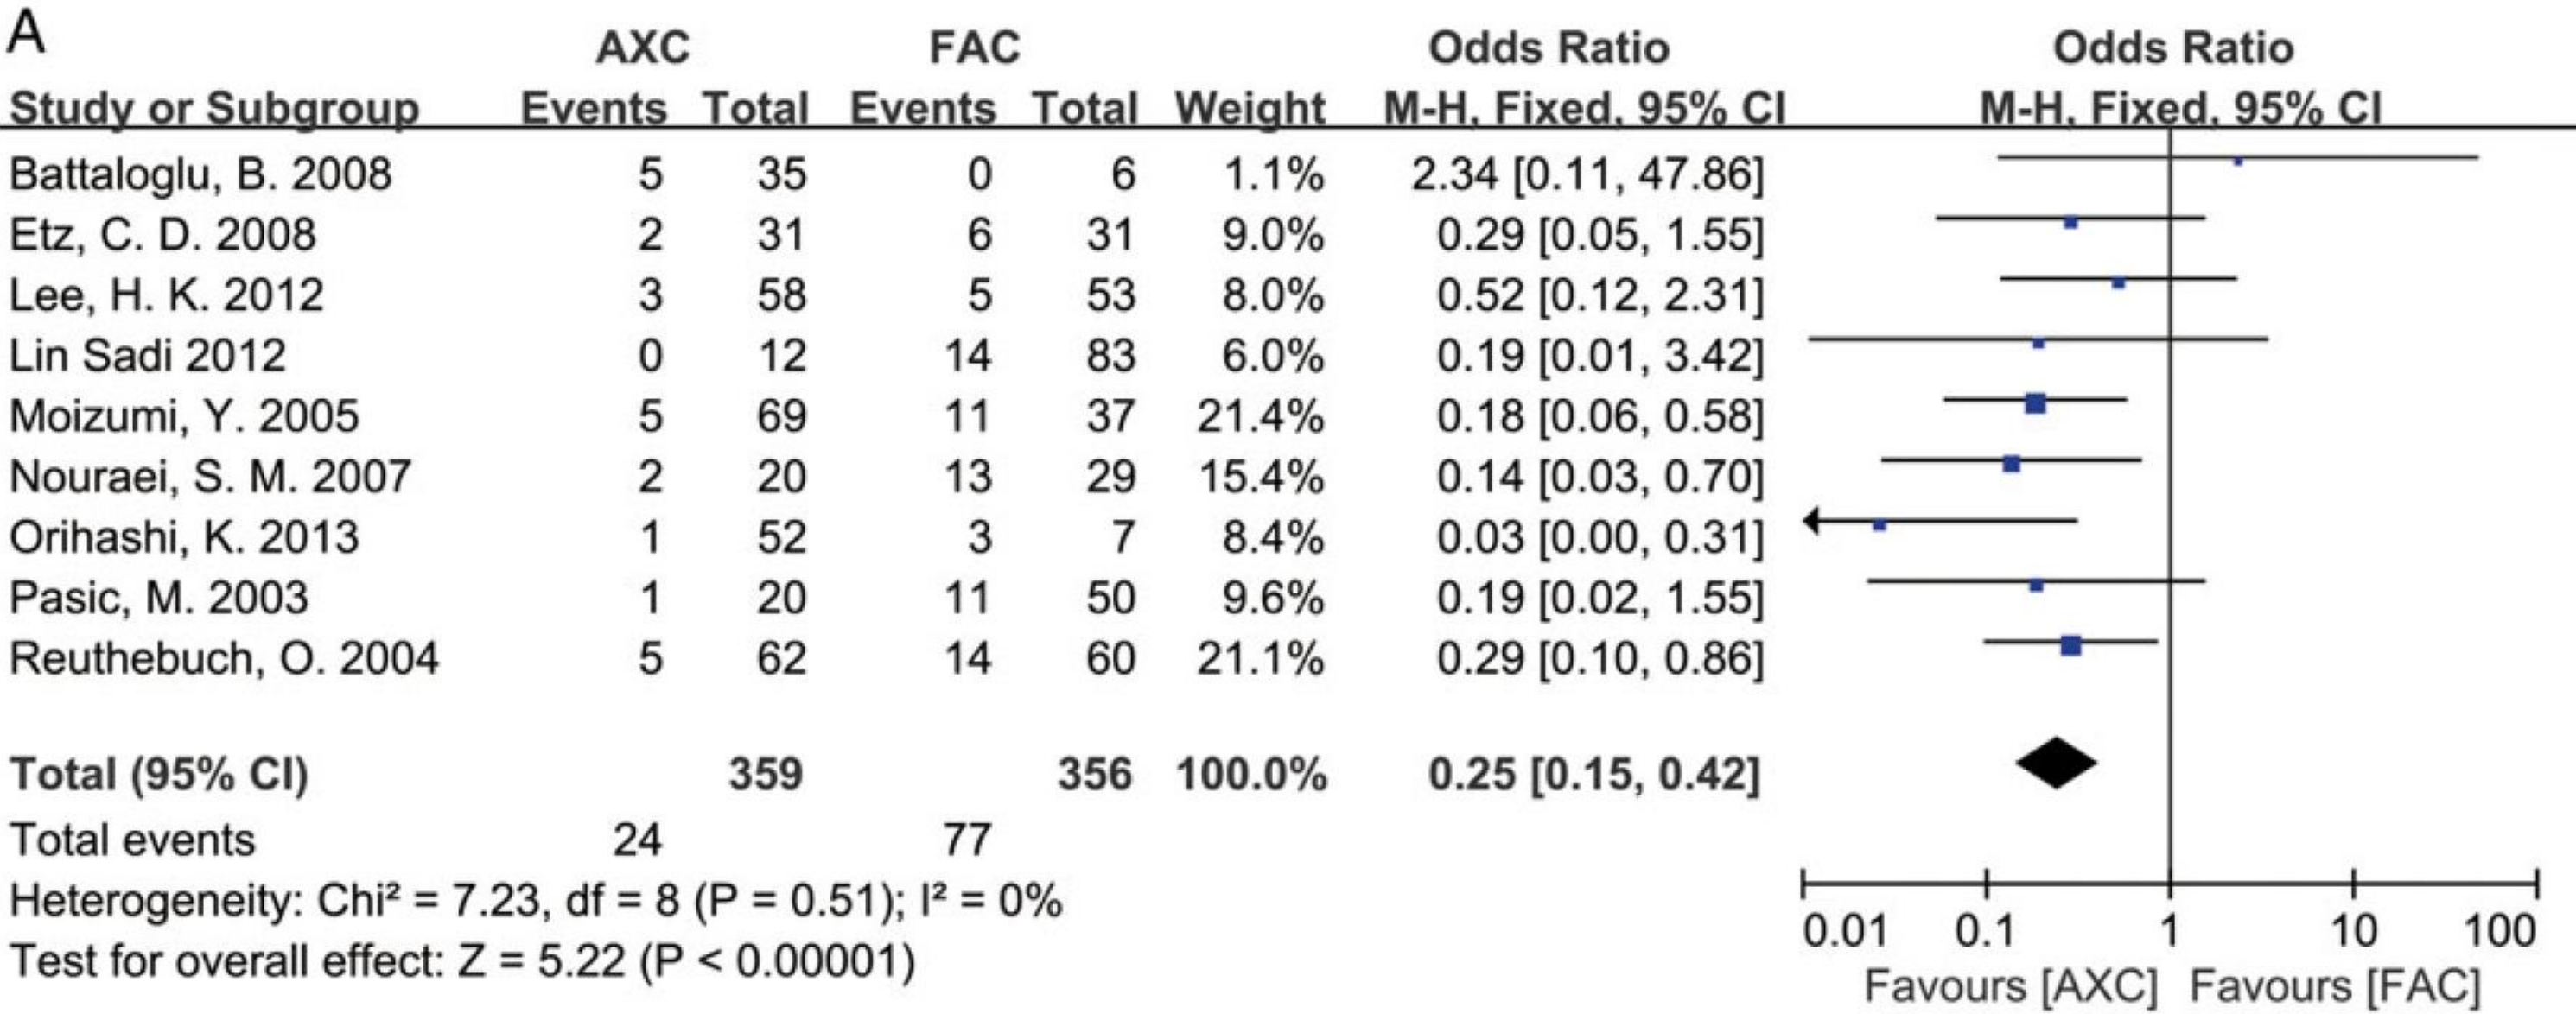 A
AXC FAC Odds Ratio Odds Ratio
Study or Subgroup Events Total Events Total Weight M-H, Fixed, 95% CI M-H, Fixed, 95% CI
Battaloglu, B. 2008 5 35 0 6 1.1% 2.34 [0.11, 47.86]
Etz, C. D. 2008 2 31 6 31 9.0% 0.29 [0.05, 1.55]
Lee, H. K. 2012 3 58 5 53 8.0% 0.52 [0.12, 2.31]
Lin Sadi 2012 0 12 14 83 6.0% 0.19 [0.01, 3.42]
Moizumi, Y. 2005 5 69 11 37 21.4% 0.18 [0.06, 0.58]
Nouraei, S. M. 2007 2 20 13 29 15.4% 0.14 [0.03, 0.70]
Orihashi, K. 2013 1 52 3 7 8.4% 0.03 [0.00, 0.31]
Pasic, M. 2003 1 20 11 50 9.6% 0.19 [0.02, 1.55]
Reuthebuch, O. 2004 5 62 14 60 21.1% 0.29 [0.10, 0.86]
Total (95% CI) 359 356 100.0% 0.25 [0.15, 0.42]
Total events 24 77
Heterogeneity: Chi² = 7.23, df = 8 (P = 0.51); I² = 0%
Test for overall effect: Z = 5.22 (P < 0.00001)
0.01 0.1 1 10 100
Favours [AXC] Favours [FAC]